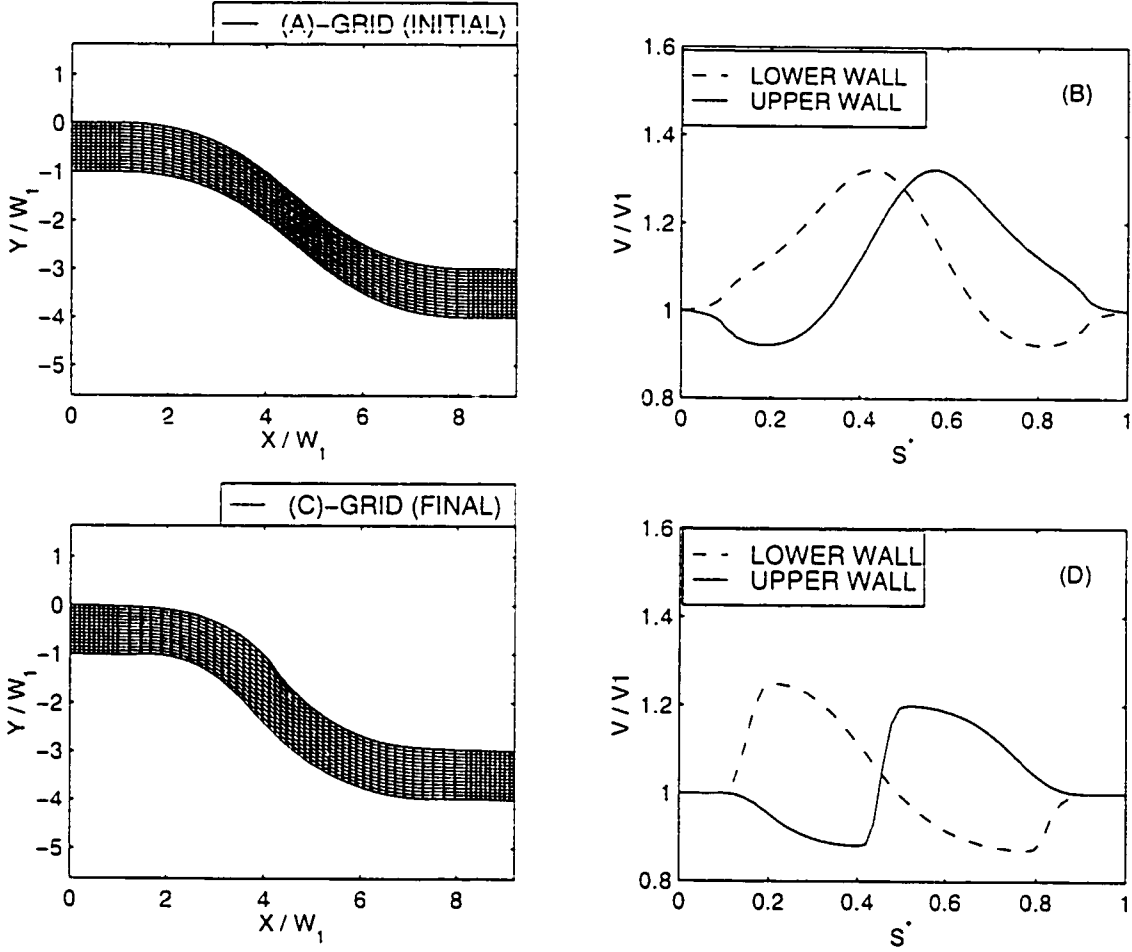 (A)-GRID (INITIAL)
1
0
-1
-2
-3
-4
-5
Y / W1
0
2
4
6
8
X / W1
1.6
1.4
1.2
1
0.8
V / V1
LOWER WALL
UPPER WALL
(B)
0
0.2
0.4
0.6
0.8
1
S*
(C)-GRID (FINAL)
1
0
-1
-2
-3
-4
-5
Y / W1
0
2
4
6
8
X / W1
1.6
1.4
1.2
1
0.8
V / V1
LOWER WALL
UPPER WALL
(D)
0
0.2
0.4
0.6
0.8
1
S*